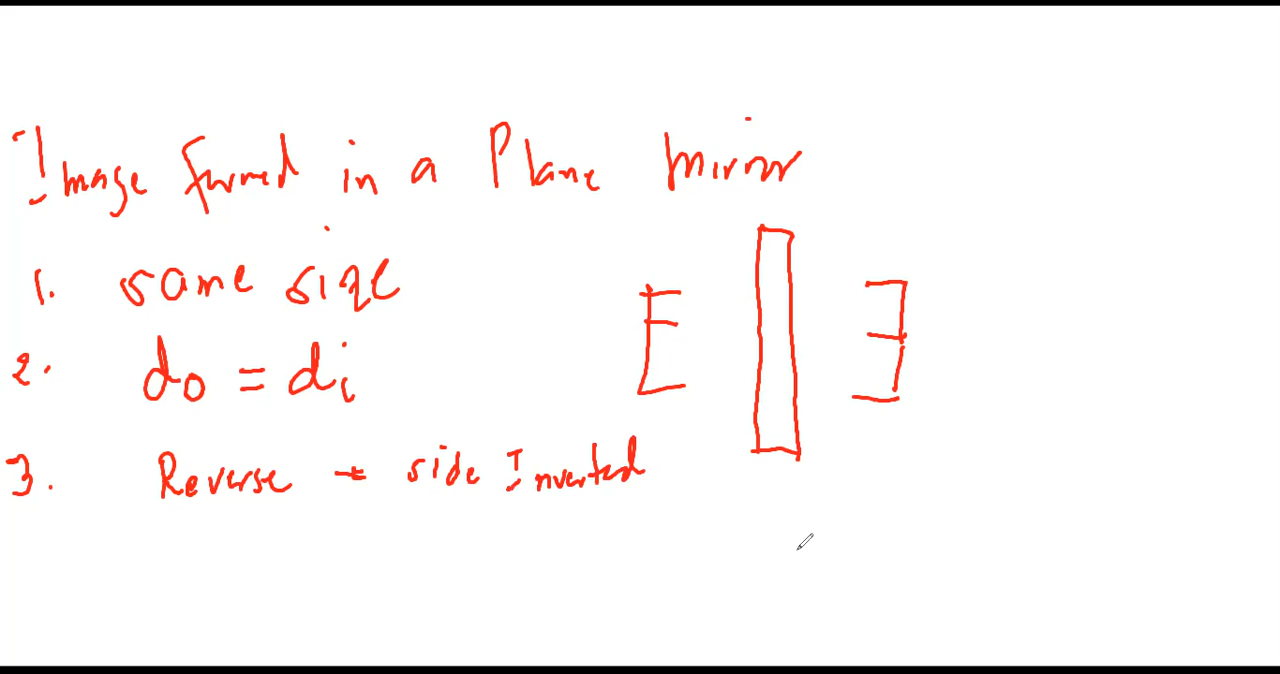 Image formed in a Plane mirror
1. same size
2. do = di
E Ǝ
3. Reverse → side Inverted